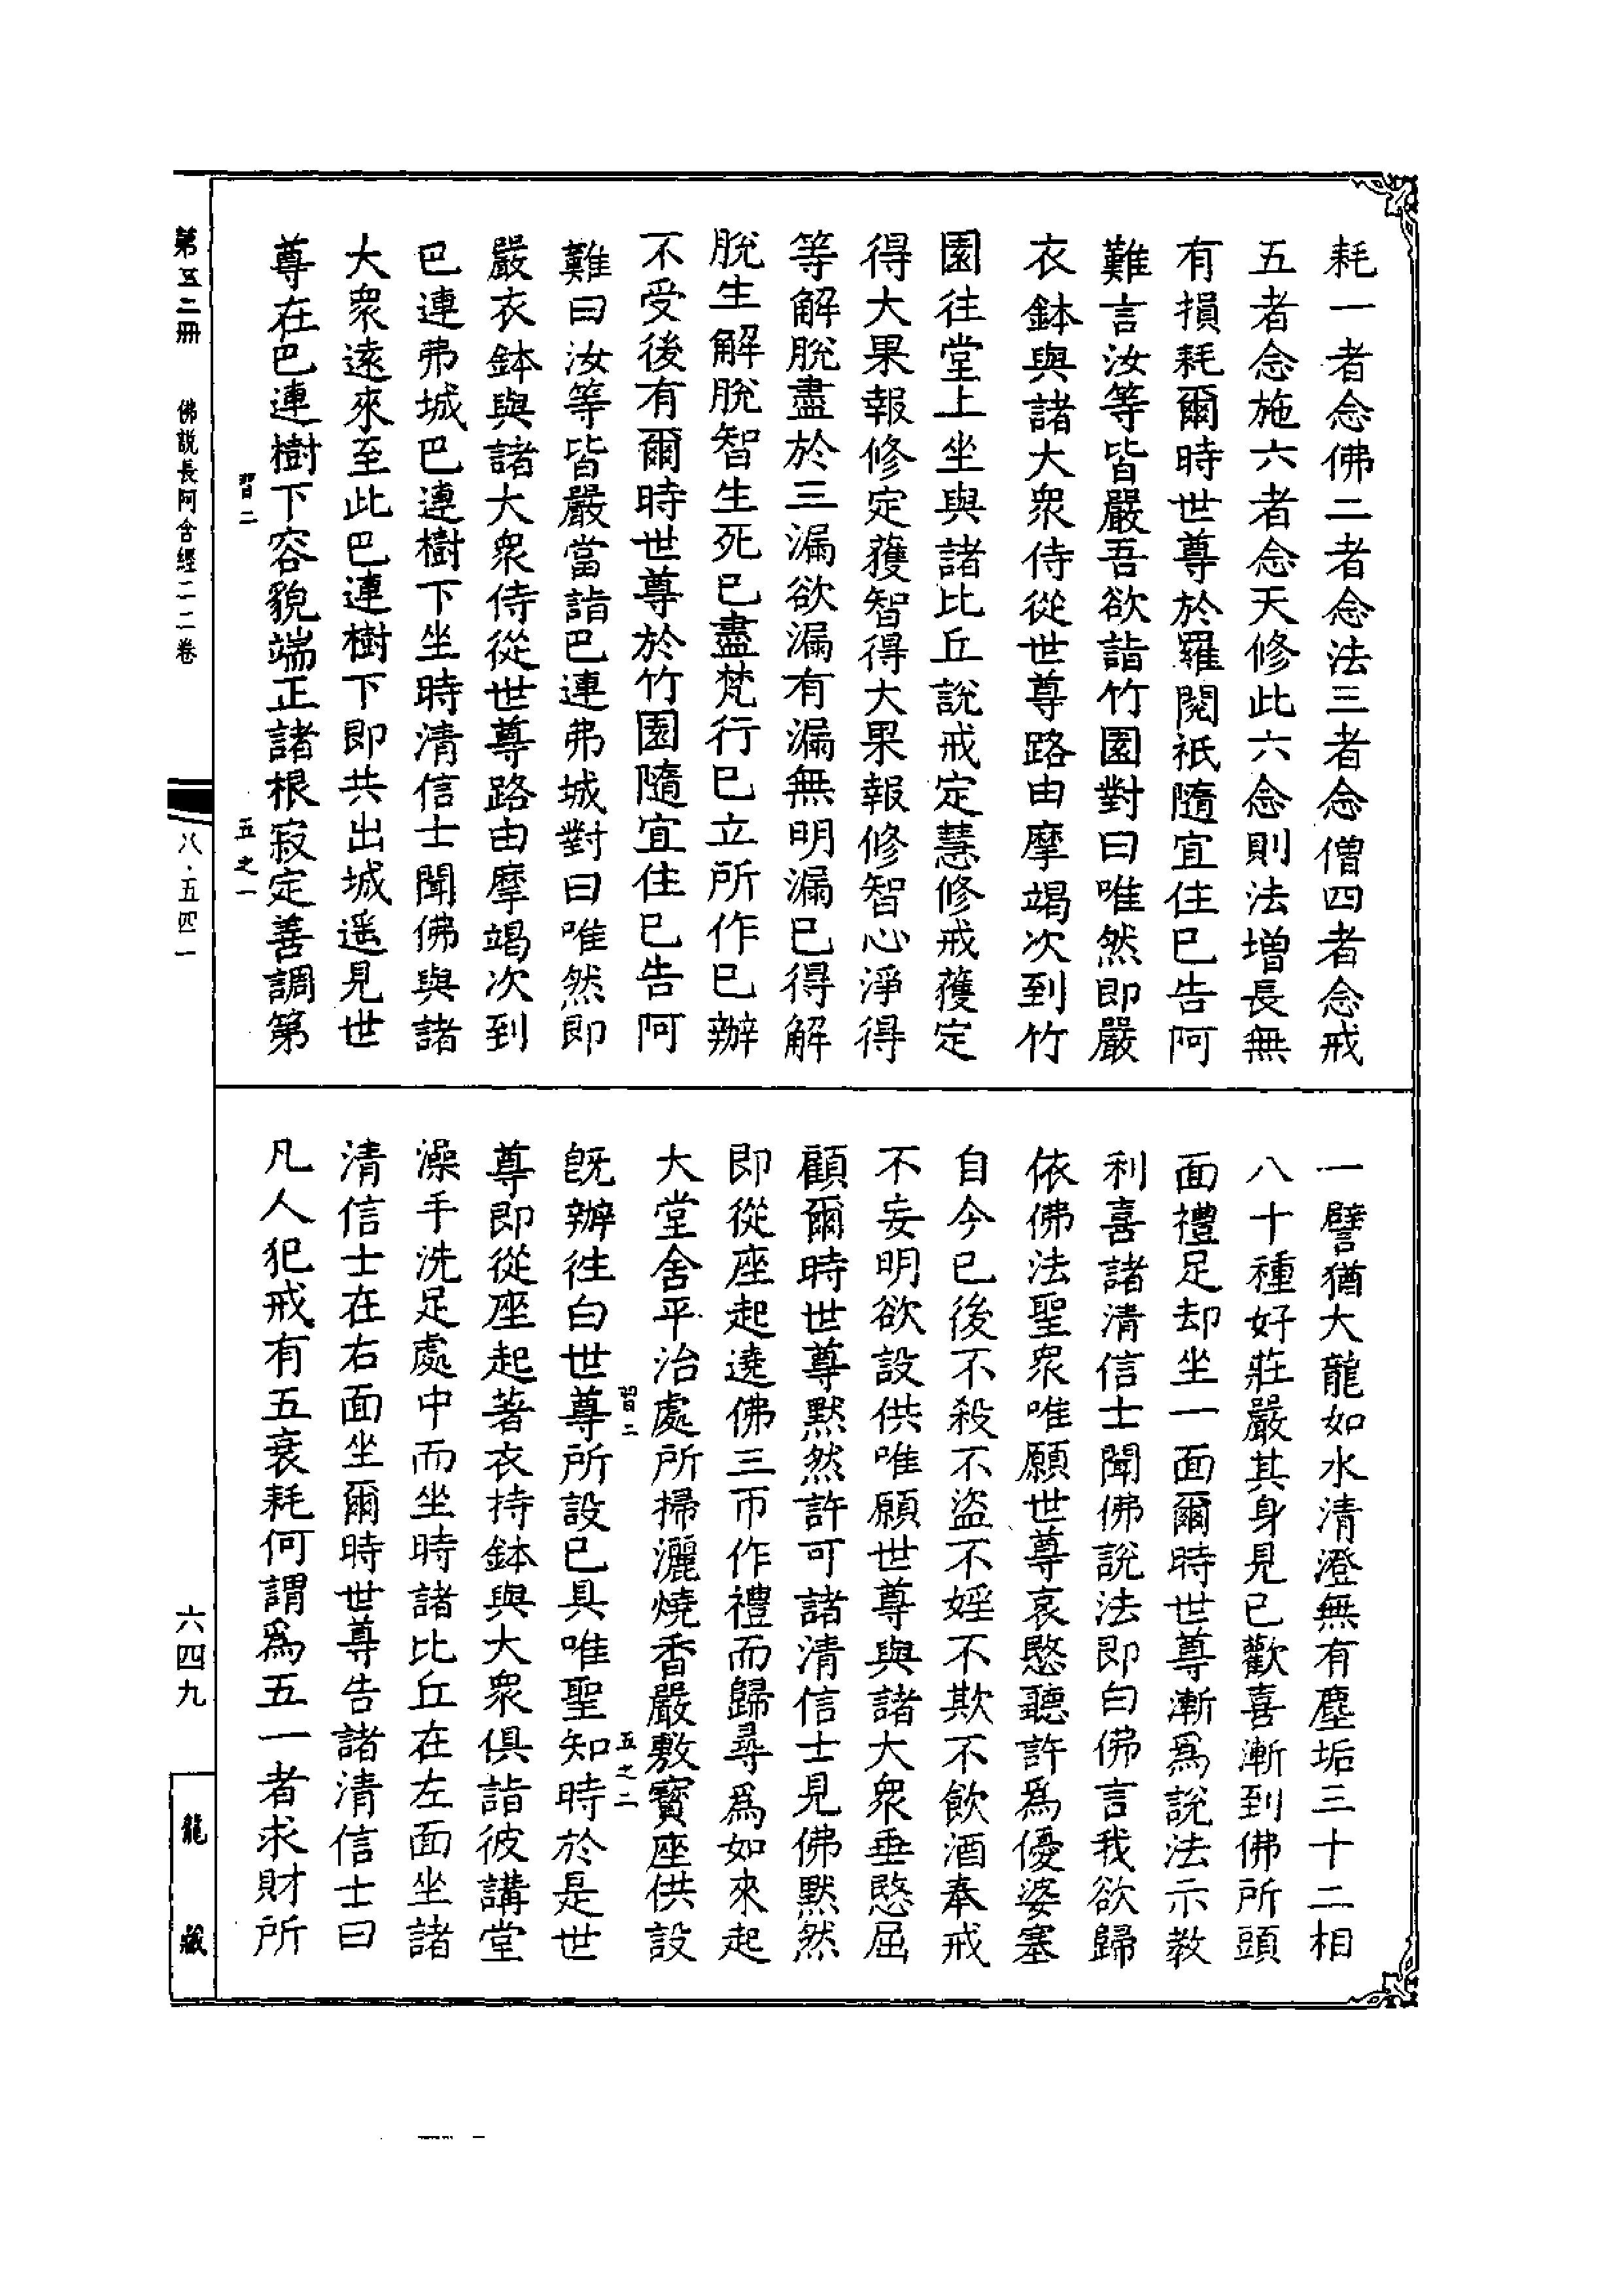 耗一者念佛二者念法三者念僧四者念戒
五者念施六者念天修此六念則法增長無
有損耗爾時世尊於羅閱祇隨宜住已告阿
難言汝等皆嚴吾欲詣竹園對曰唯然即嚴
衣鉢與諸大衆侍從世尊路由摩竭次到竹
園往堂上坐與諸比丘說戒定慧修戒獲定
得大果報修定獲智得大果報修智心淨得
等解脫盡於三漏欲漏有漏無明漏已得解
脫生解脫智生死已盡梵行已立所作已辦
不受後有爾時世尊於竹園隨宜住已告阿
難曰汝等皆嚴當詣巴連弗城對曰唯然即
嚴衣鉢與諸大衆侍從世尊路由摩竭次到
巴連弗城巴連樹下坐時清信士聞佛與諸
大衆遠來至此巴連樹下即共出城遥見世
尊在巴連樹下容貌端正諸根寂定善調第
習二
五之一
一譬猶大龍如水清澄無有塵垢三十二相
八十種好莊嚴其身見已歡喜漸到佛所頭
面禮足却坐一面爾時世尊漸爲說法示教
利喜諸清信士聞佛說法即白佛言我欲歸
依佛法聖衆唯願世尊哀愍聽許爲優婆塞
自今已後不殺不盜不婬不欺不飲酒奉戒
不妄明欲設供唯願世尊與諸大衆垂愍屈
顧爾時世尊默然許可諸清信士見佛默然
即從座起遶佛三帀作禮而歸尋爲如來起
大堂舍平治處所掃灑燒香嚴敷寶座供設
習二
五之二
既辦往白世尊所設已具唯聖知時於是世
尊即從座起著衣持鉢與大衆俱詣彼講堂
澡手洗足處中而坐時諸比丘在左面坐諸
清信士在右面坐爾時世尊告諸清信士曰
凡人犯戒有五衰耗何謂爲五一者求財所
第五二冊
佛說長阿含經二二卷
八·五四一
六四九
龍藏